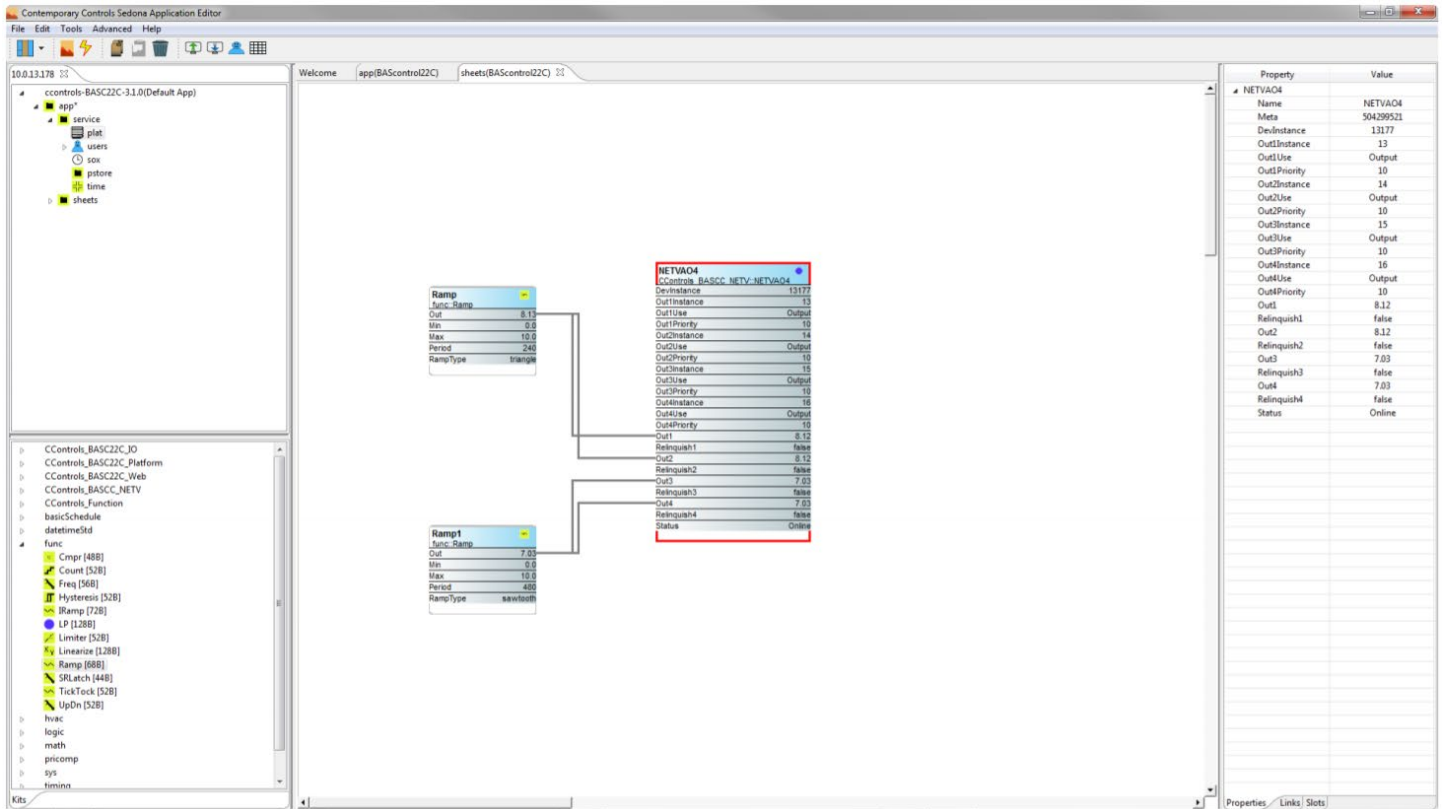 Contemporary Controls Sedona Application Editor
File Edit Tools Advanced Help
10.0.13.178
ccontrols-BASC22C-3.1.0(Default App)
app*
service
plat
users
sox
pstore
time
sheets
CControls_BASC22C_IO
CControls_BASC22C_Platform
CControls_BASC22C_Web
CControls_BASCC_NETV
CControls_Function
basicSchedule
datetimeStd
func
Cmpr [48B]
Count [52B]
Freq [56B]
Hysteresis [52B]
IRamp [72B]
LP [128B]
Limiter [52B]
Linearize [128B]
Ramp [68B]
SRLatch [44B]
TickTock [52B]
UpDn [52B]
hvac
logic
math
pricomp
sys
timing
Kits
Welcome app(BAScontrol22C) sheets(BAScontrol22C)
Ramp
func::Ramp
Out 8.13
Min 0.0
Max 10.0
Period 240
RampType triangle
Ramp1
func::Ramp
Out 7.03
Min 0.0
Max 10.0
Period 480
RampType sawtooth
NETVAO4
CControls_BASCC_NETV::NETVAO4
DevInstance 13177
Out1Instance 13
Out1Use Output
Out1Priority 10
Out2Instance 14
Out2Use Output
Out2Priority 10
Out3Instance 15
Out3Use Output
Out3Priority 10
Out4Instance 16
Out4Use Output
Out4Priority 10
Out1 8.12
Relinquish1 false
Out2 8.12
Relinquish2 false
Out3 7.03
Relinquish3 false
Out4 7.03
Relinquish4 false
Status Online
Property Value
NETVAO4
Name NETVAO4
Meta 504299521
DevInstance 13177
Out1Instance 13
Out1Use Output
Out1Priority 10
Out2Instance 14
Out2Use Output
Out2Priority 10
Out3Instance 15
Out3Use Output
Out3Priority 10
Out4Instance 16
Out4Use Output
Out4Priority 10
Out1 8.12
Relinquish1 false
Out2 8.12
Relinquish2 false
Out3 7.03
Relinquish3 false
Out4 7.03
Relinquish4 false
Status Online
Properties Links Slots